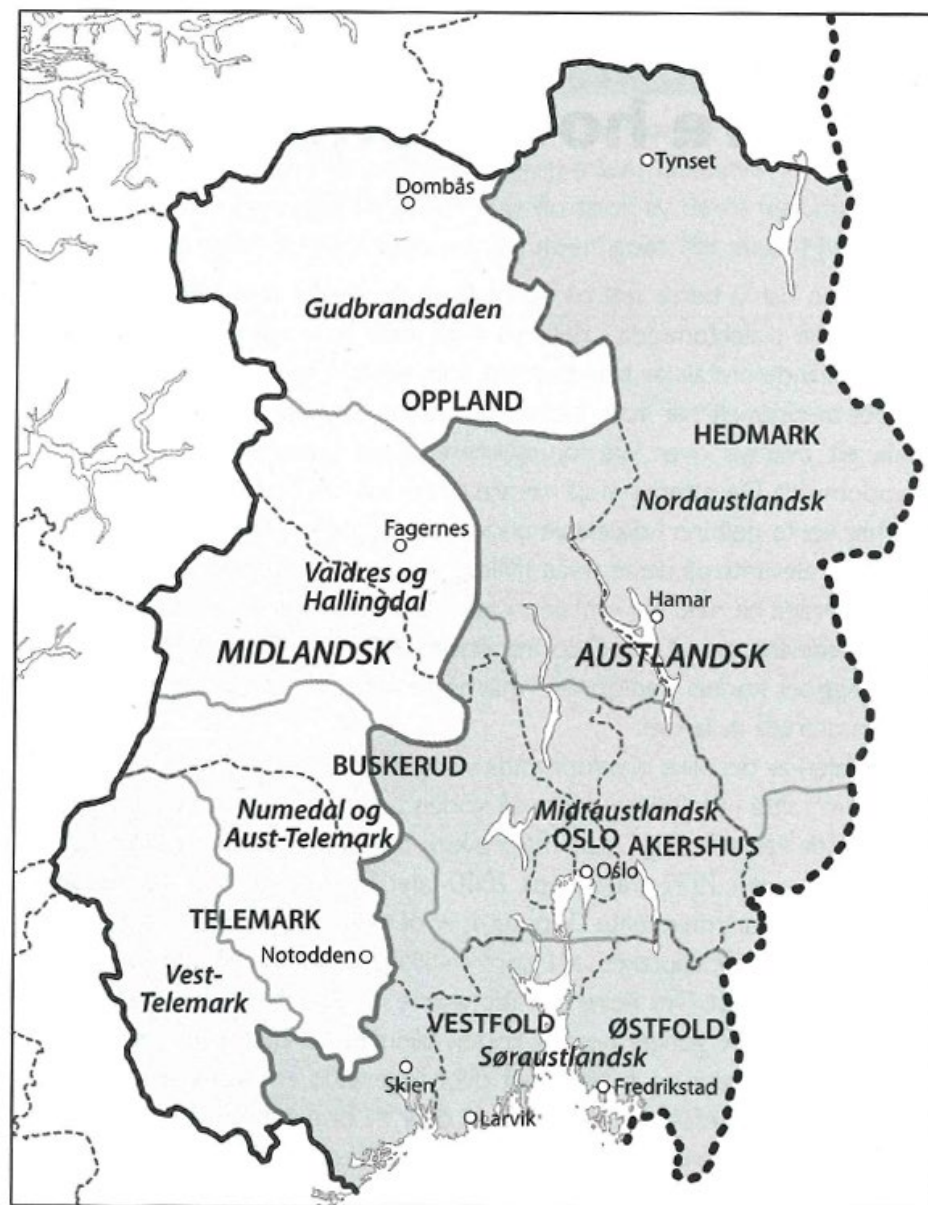 Tynset
Dombås
Gudbrandsdalen
OPPLAND
HEDMARK
Nordaustlandsk
Fagernes
Valdres og
Hallingdal
Hamar
MIDLANDSK
AUSTLANDSK
BUSKERUD
Numedal og
Aust-Telemark
Midtaustlandsk
OSLO
AKERSHUS
Oslo
TELEMARK
Notodden
Vest-
Telemark
VESTFOLD
ØSTFOLD
Søraustlandsk
Skien
Fredrikstad
Larvik